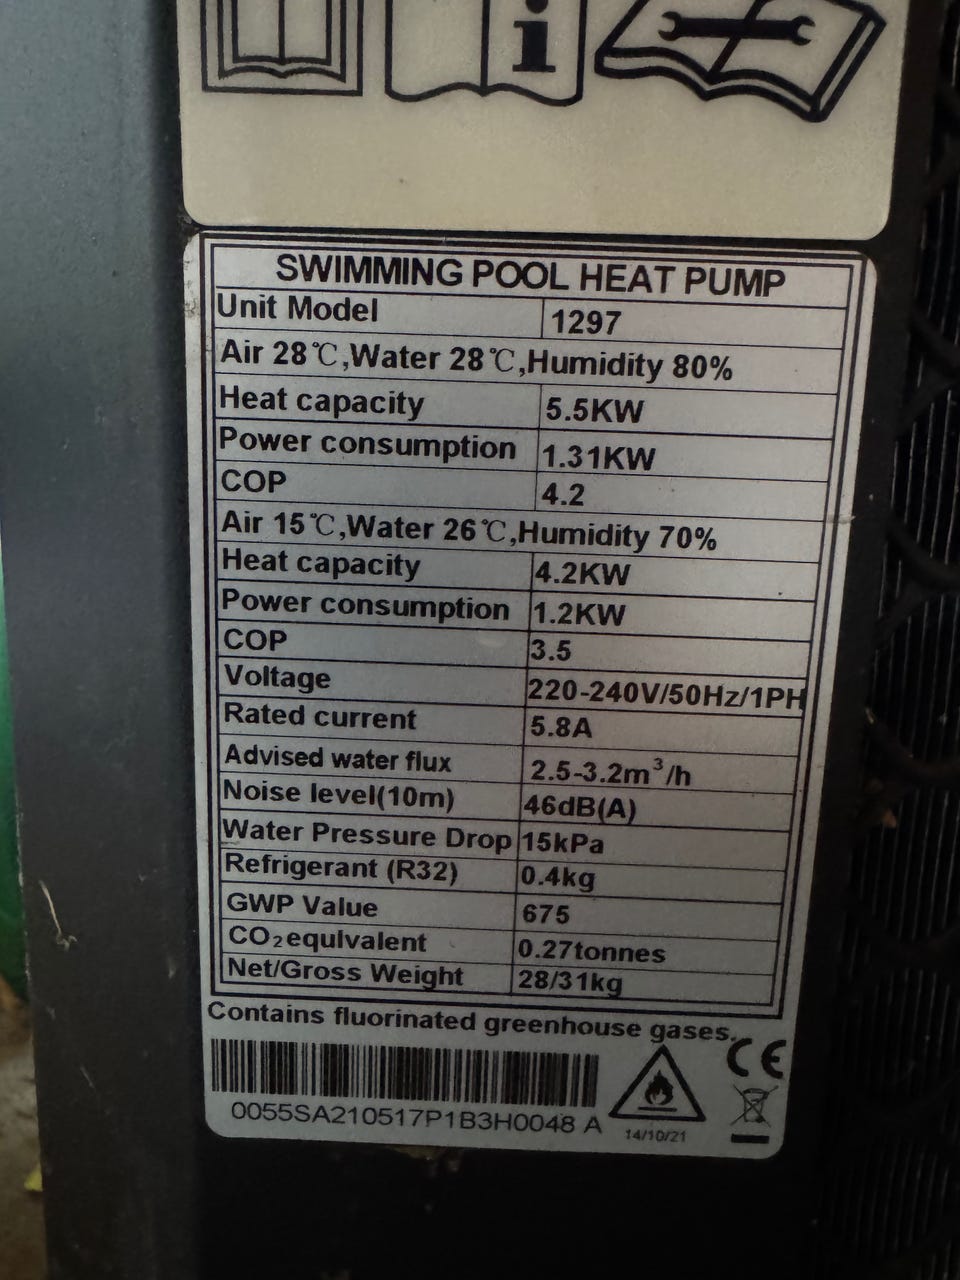 SWIMMING POOL HEAT PUMP
Unit Model 1297
Air 28℃,Water 28℃,Humidity 80%
Heat capacity 5.5KW
Power consumption 1.31KW
COP 4.2
Air 15℃,Water 26℃,Humidity 70%
Heat capacity 4.2KW
Power consumption 1.2KW
COP 3.5
Voltage 220-240V/50Hz/1PH
Rated current 5.8A
Advised water flux 2.5-3.2m³/h
Noise level(10m) 46dB(A)
Water Pressure Drop 15kPa
Refrigerant (R32) 0.4kg
GWP Value 675
CO₂equlvalent 0.27tonnes
Net/Gross Weight 28/31kg
Contains fluorinated greenhouse gases.
CE
0055SA210517P1B3H0048 A
14/10/21